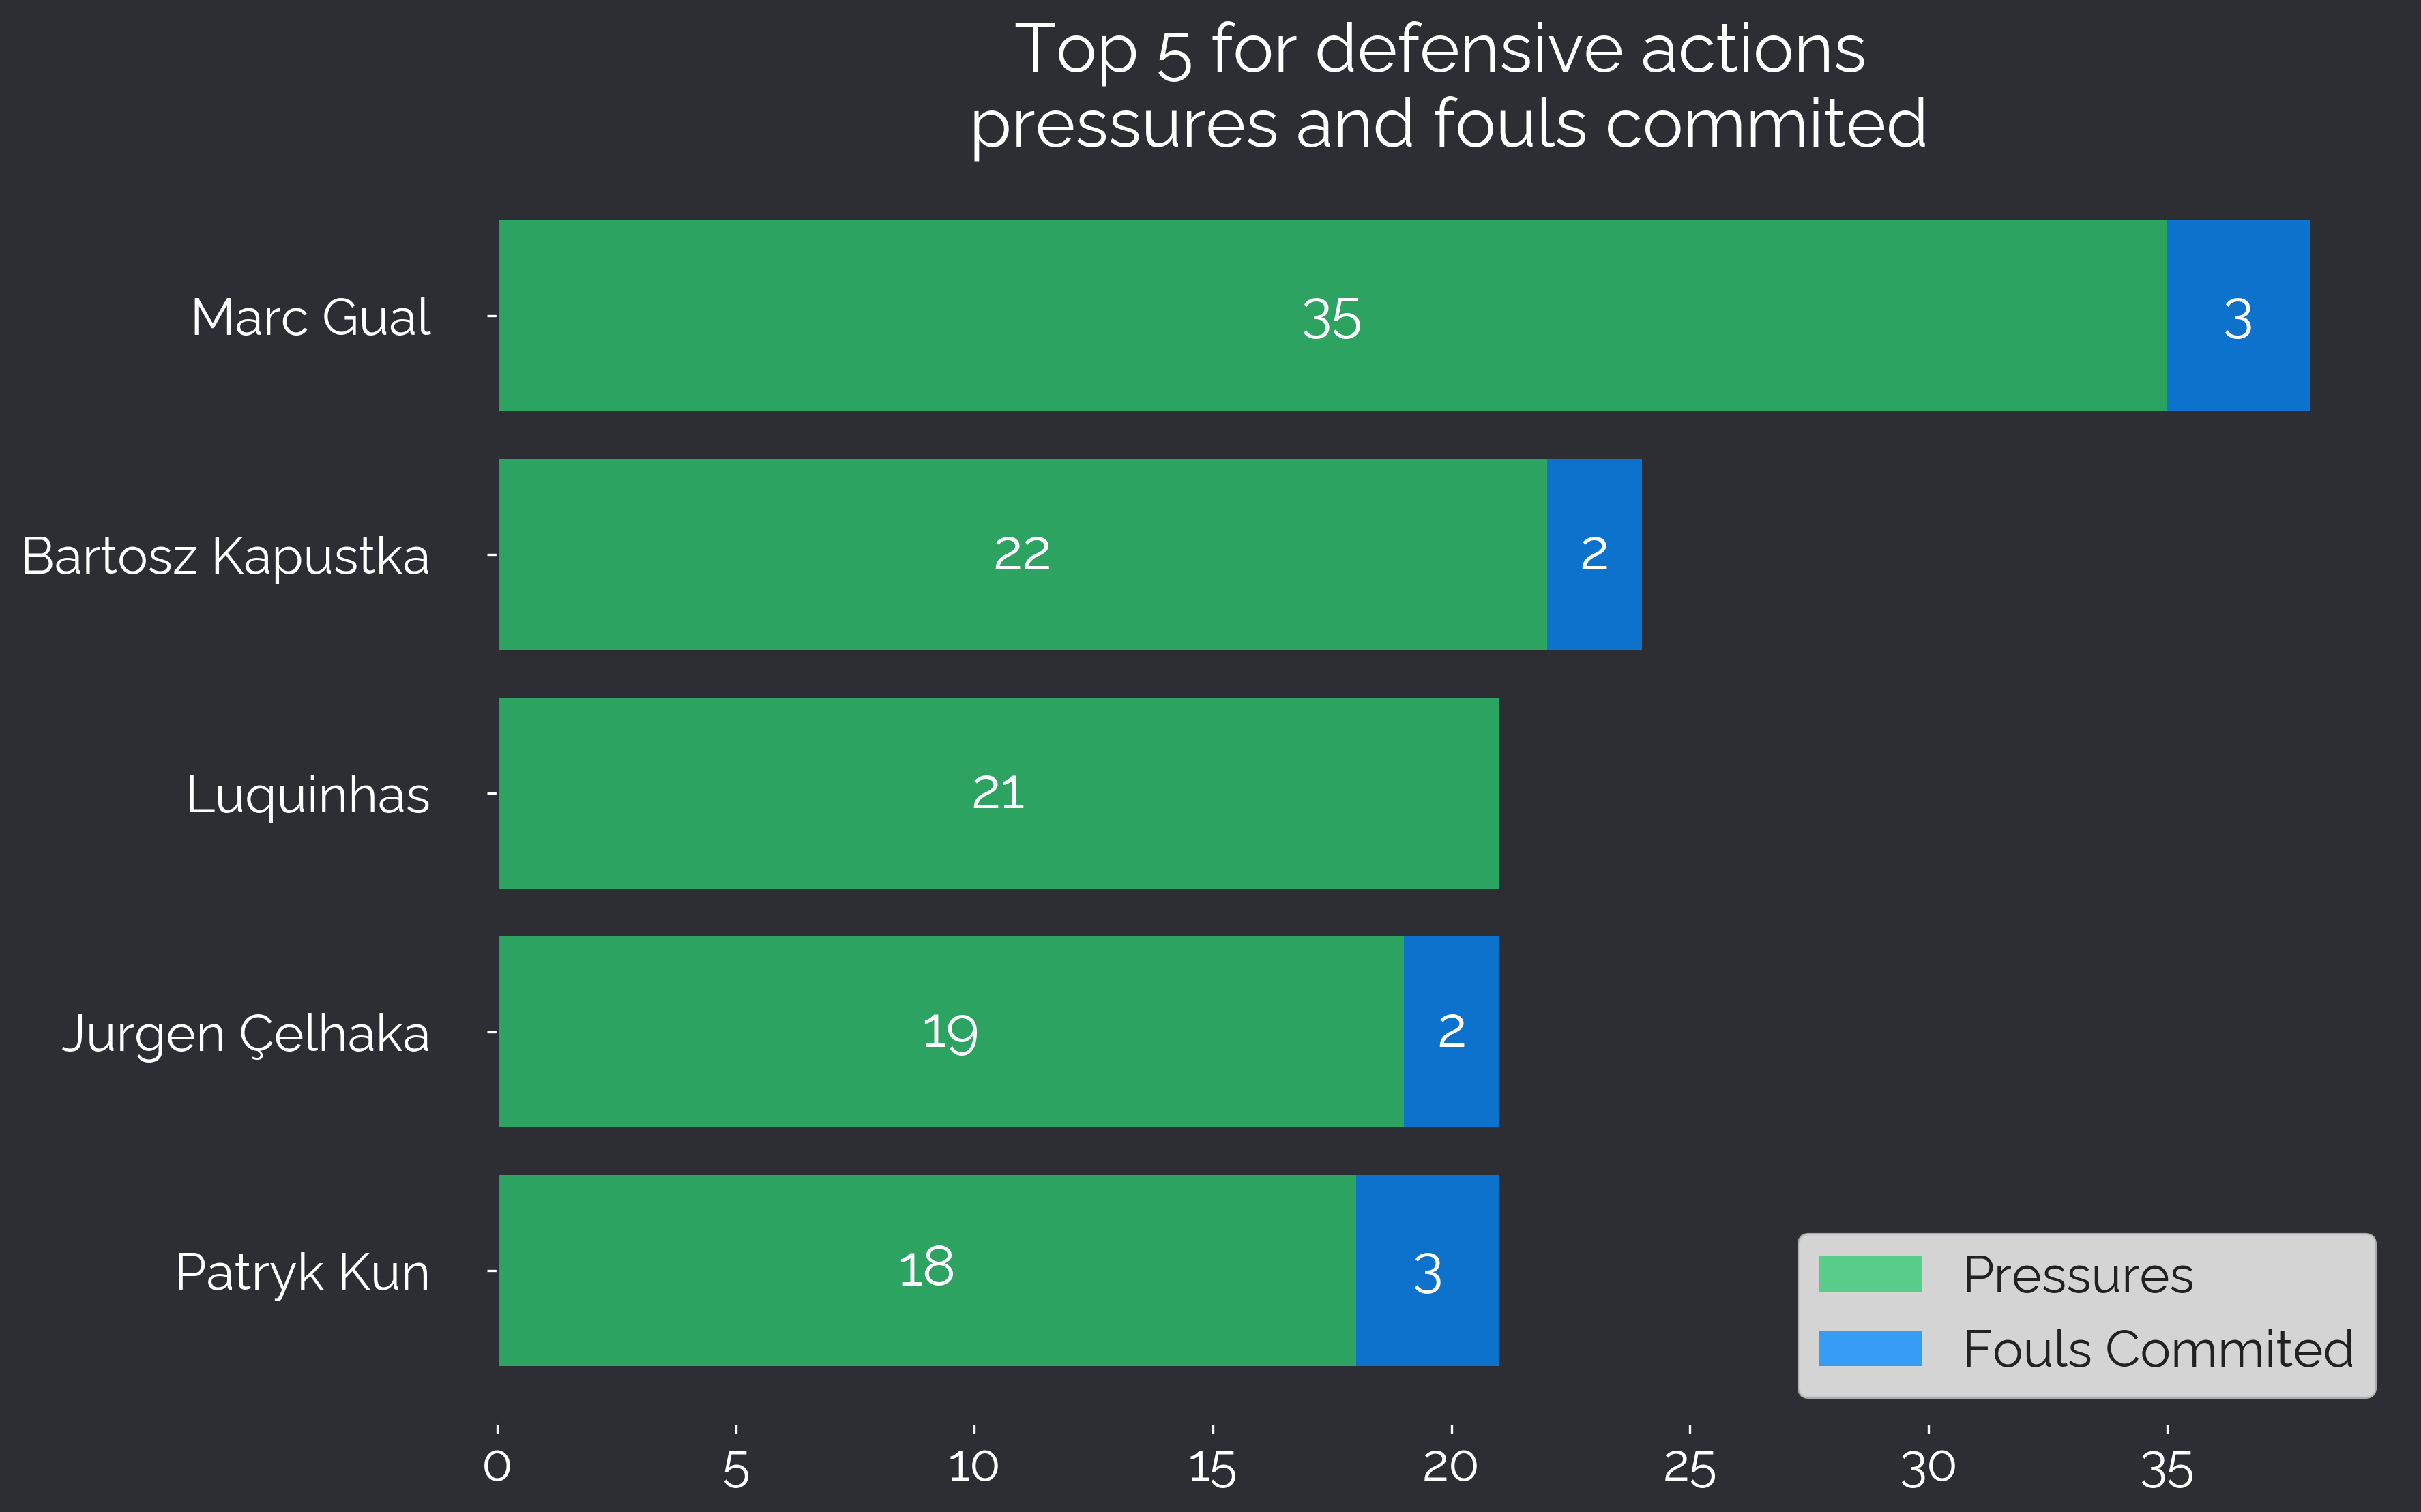 Top 5 for defensive actions
pressures and fouls commited
Marc Gual 35 3
Bartosz Kapustka 22 2
Luquinhas 21
Jurgen Çelhaka 19 2
Patryk Kun 18 3
Pressures
Fouls Commited
0 5 10 15 20 25 30 35